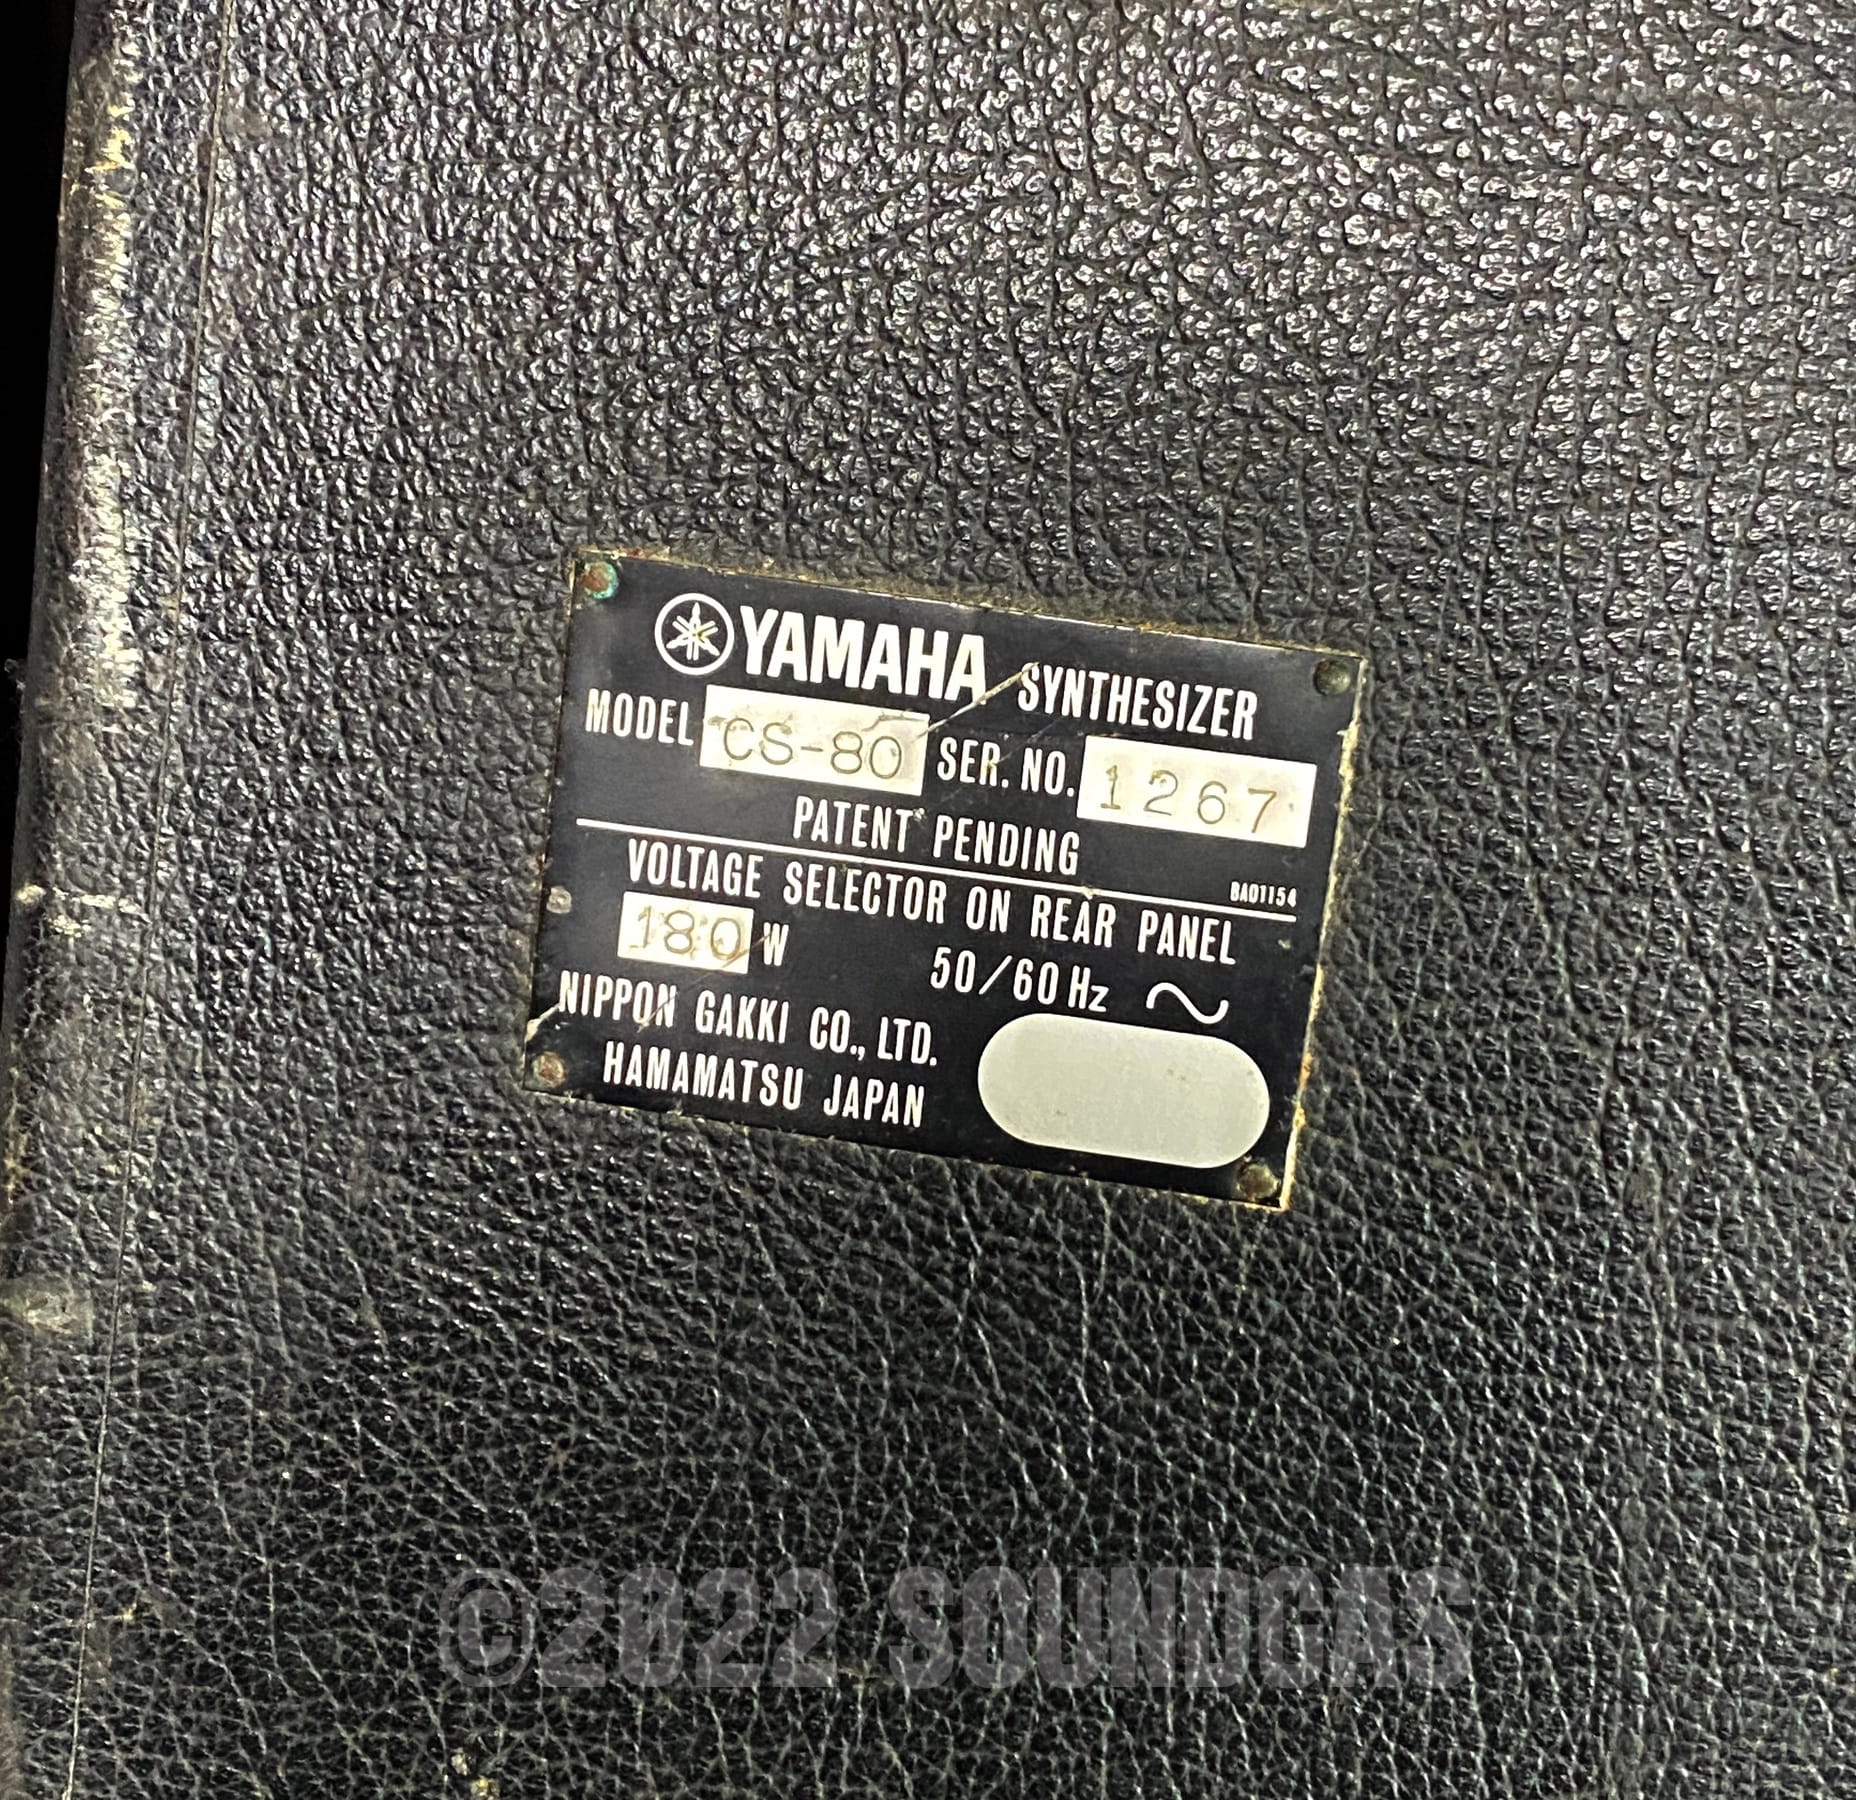 YAMAHA SYNTHESIZER
MODEL CS-80 SER. NO. 1267
PATENT PENDING
BA01154
VOLTAGE SELECTOR ON REAR PANEL
180 W 50/60 Hz ~
NIPPON GAKKI CO., LTD.
HAMAMATSU JAPAN
©2022 SOUNDGAS